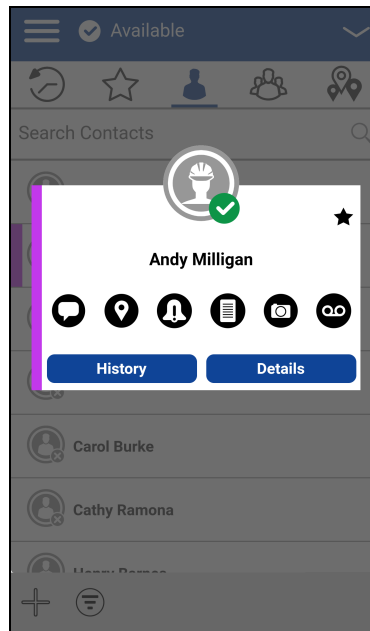 Available
Search Contacts
Andy Milligan
History
Details
Carol Burke
Cathy Ramona